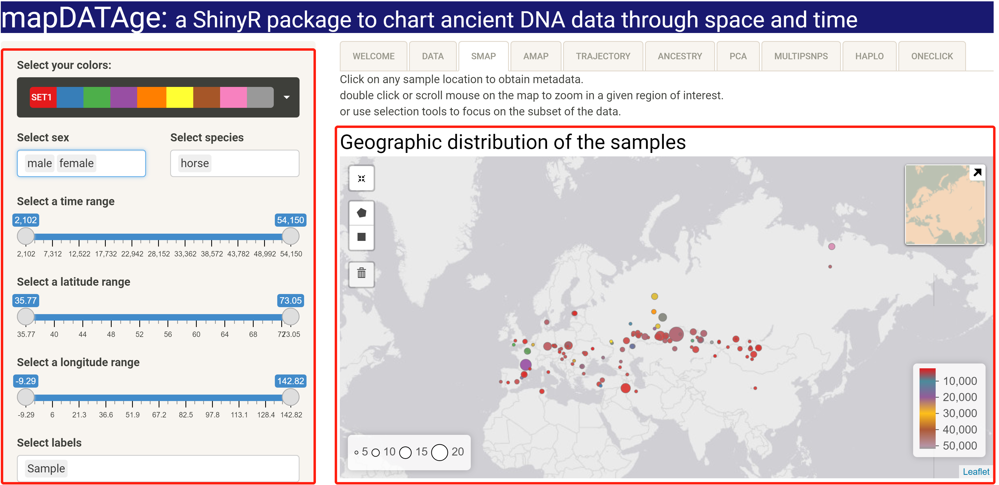 mapDATAge: a ShinyR package to chart ancient DNA data through space and time
WELCOME DATA SMAP AMAP TRAJECTORY ANCESTRY PCA MULTIPSNPS HAPLO ONECLICK
Click on any sample location to obtain metadata.
double click or scroll mouse on the map to zoom in a given region of interest.
or use selection tools to focus on the subset of the data.
Select your colors:
SET1
Select sex Select species
male female horse
Select a time range
2,102 54,150
2,102 7,312 12,522 17,732 22,942 28,152 33,362 38,572 43,782 48,992 54,150
Select a latitude range
35.77 73.05
35.77 40 44 48 52 56 60 64 68 72 73.05
Select a longitude range
-9.29 142.82
-9.29 6 21.3 36.6 51.9 67.2 82.5 97.8 113.1 128.4 142.82
Select labels
Sample
Geographic distribution of the samples
10,000
20,000
30,000
40,000
50,000
5 10 15 20
Leaflet